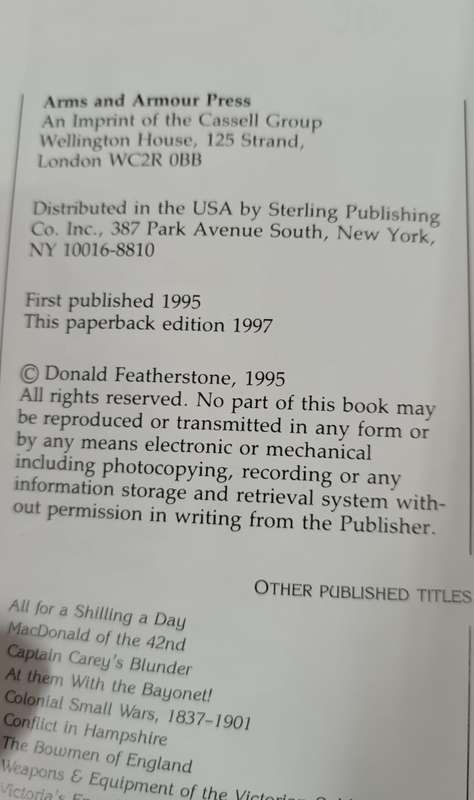 Arms and Armour Press
An Imprint of the Cassell Group
Wellington House, 125 Strand,
London WC2R 0BB
Distributed in the USA by Sterling Publishing
Co. Inc., 387 Park Avenue South, New York,
NY 10016-8810
First published 1995
This paperback edition 1997
© Donald Featherstone, 1995
All rights reserved. No part of this book may
be reproduced or transmitted in any form or
by any means electronic or mechanical
including photocopying, recording or any
information storage and retrieval system with-
out permission in writing from the Publisher.
OTHER PUBLISHED TITLES
All for a Shilling a Day
MacDonald of the 42nd
Captain Carey's Blunder
At them With the Bayonet!
Colonial Small Wars, 1837–1901
Conflict in Hampshire
The Bowmen of England
Weapons & Equipment of the Victorian
Victoria's